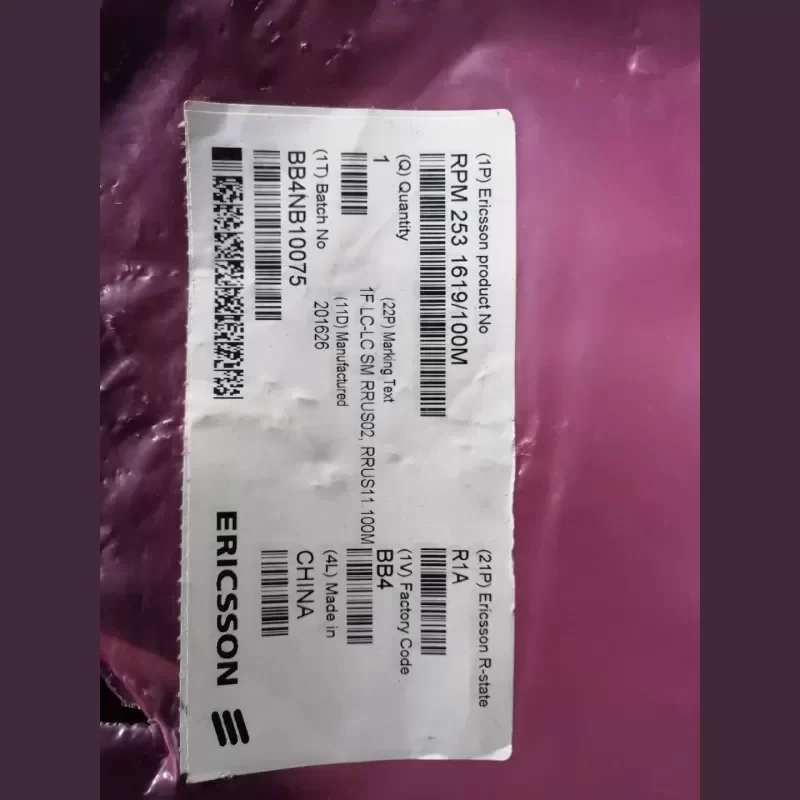 (1P) Ericsson product No
RPM 253 1619/100M
(21P) Ericsson R-state
R1A
(Q) Quantity
1
(1V) Factory Code
BB4
(22P) Marking Text
1F LC-LC SM RRUS02, RRUS11 100M
(1T) Batch No
BB4NB10075
(11D) Manufactured
201626
(4L) Made in
CHINA
ERICSSON